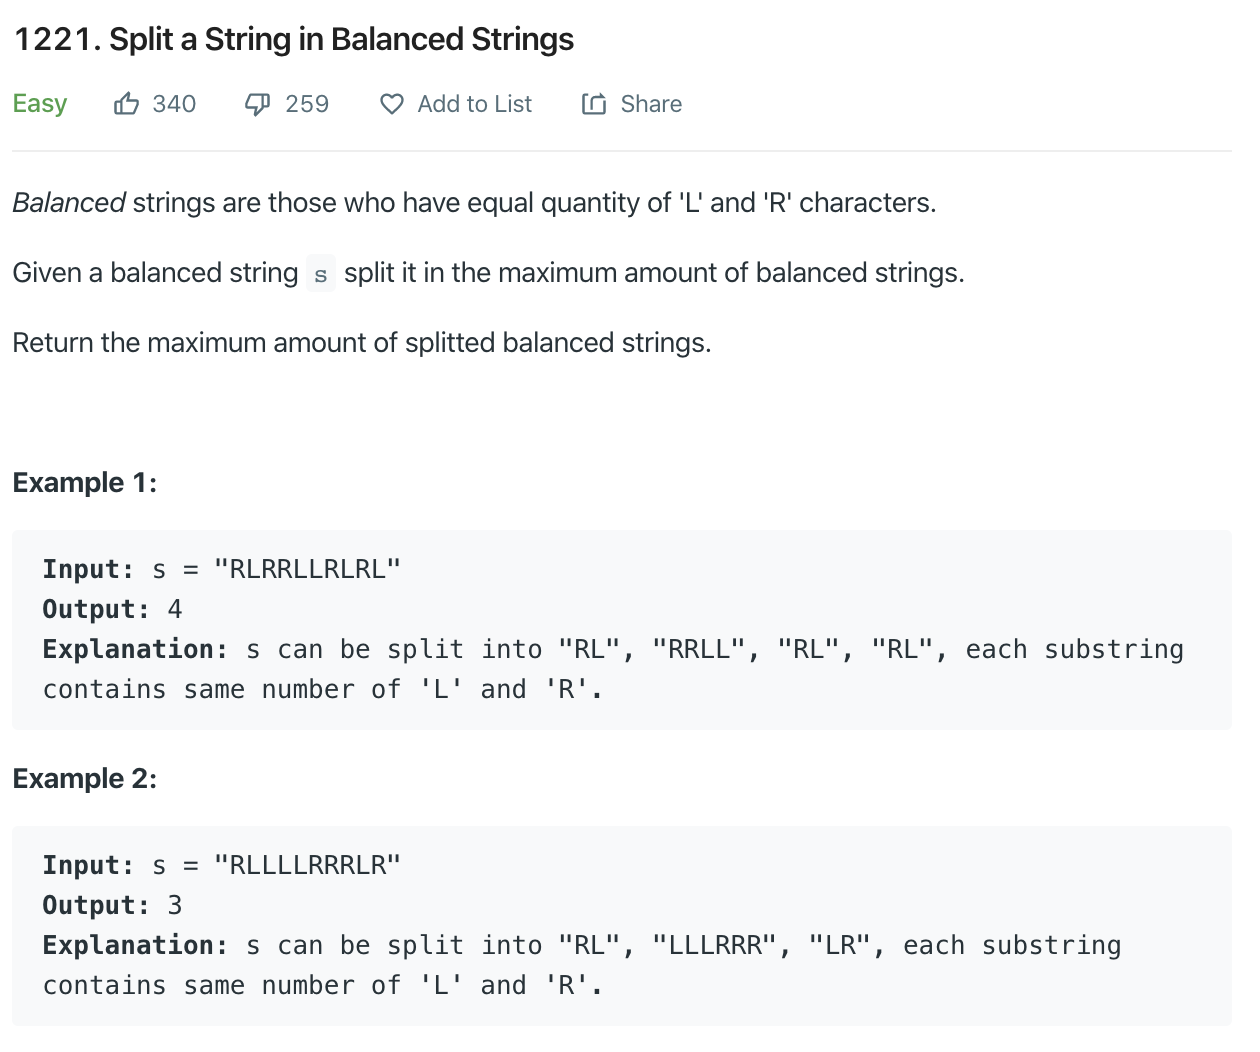 1221. Split a String in Balanced Strings
Easy 340 259 Add to List Share
Balanced strings are those who have equal quantity of 'L' and 'R' characters.
Given a balanced string s split it in the maximum amount of balanced strings.
Return the maximum amount of splitted balanced strings.
Example 1:
Input: s = "RLRRLLRLRL"
Output: 4
Explanation: s can be split into "RL", "RRLL", "RL", "RL", each substring
contains same number of 'L' and 'R'.
Example 2:
Input: s = "RLLLLRRRLR"
Output: 3
Explanation: s can be split into "RL", "LLLRRR", "LR", each substring
contains same number of 'L' and 'R'.